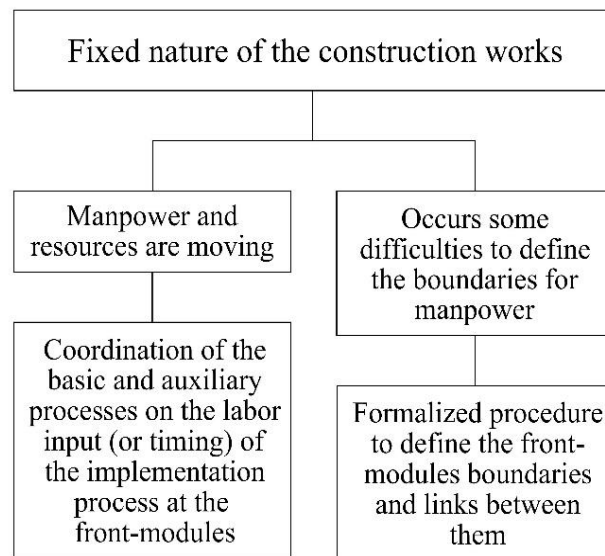 Fixed nature of the construction works
Manpower and
resources are moving
Occurs some
difficulties to define
the boundaries for
manpower
Coordination of the
basic and auxiliary
processes on the labor
input (or timing) of
the implementation
process at the
front-modules
Formalized procedure
to define the front-
modules boundaries
and links between
them